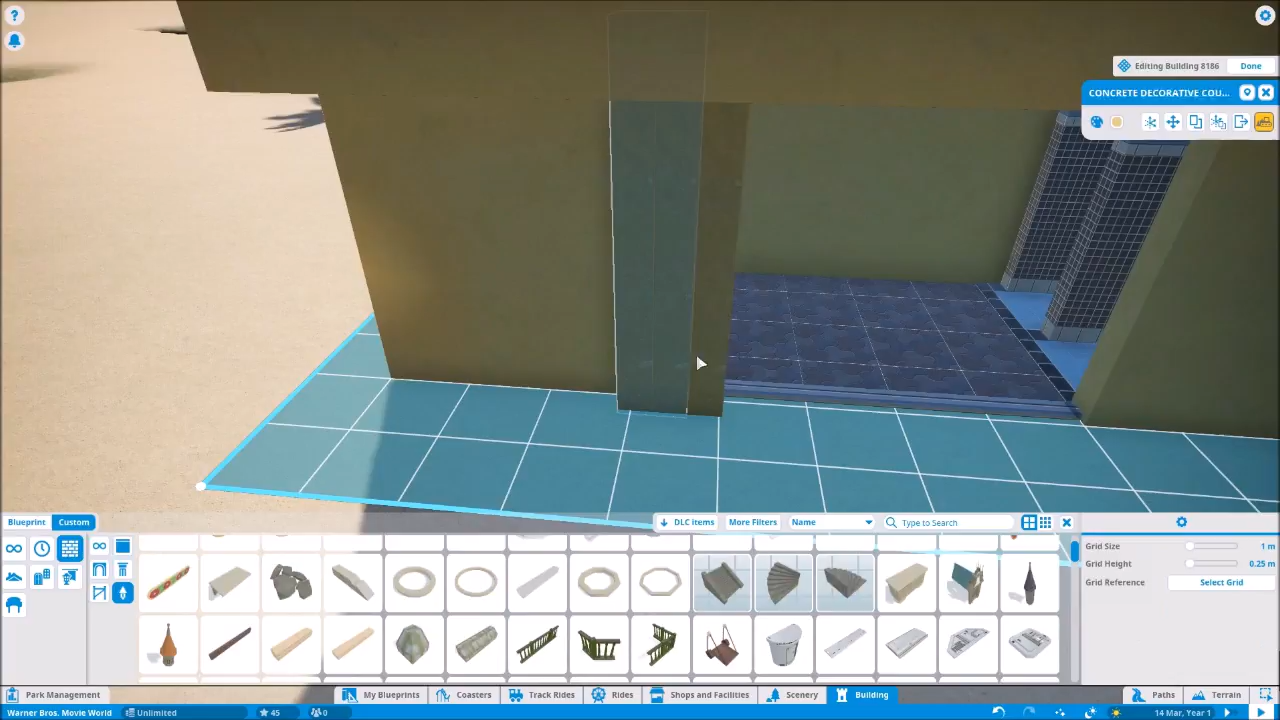 ?
Editing Building 8186
Done
CONCRETE DECORATIVE COU...
Blueprint
Custom
DLC items
More Filters
Name
Type to Search
Grid Size
1 m
Grid Height
0.25 m
Grid Reference
Select Grid
Park Management
My Blueprints
Coasters
Track Rides
Rides
Shops and Facilities
Scenery
Building
Paths
Terrain
Warner Bros. Movie World
Unlimited
45
0
14 Mar, Year 1